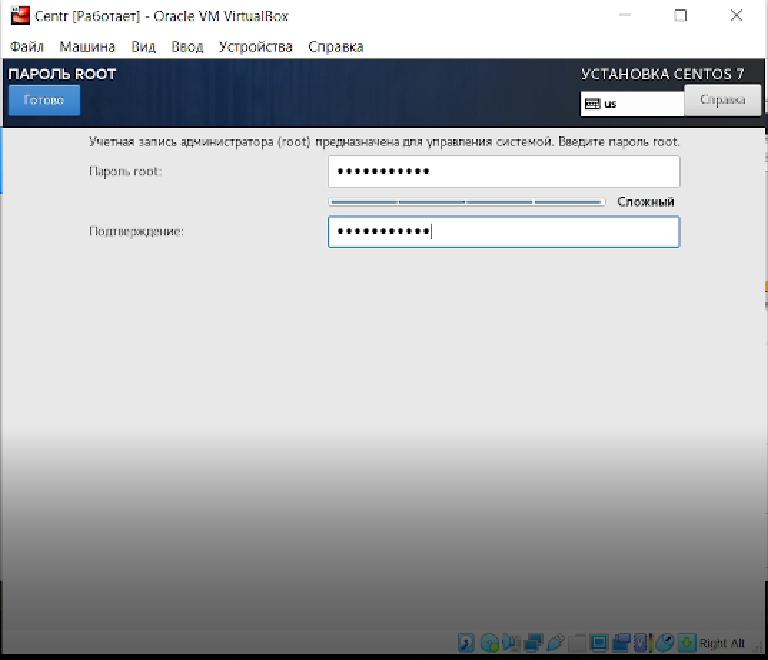 Centr [Работает] - Oracle VM VirtualBox
Файл Машина Вид Ввод Устройства Справка
ПАРОЛЬ ROOT
УСТАНОВКА CENTOS 7
Готово
us
Справка
Учетная запись администратора (root) предназначена для управления системой. Введите пароль root.
Пароль root: •••••••••••
Сложный
Подтверждение: •••••••••••
Right Alt